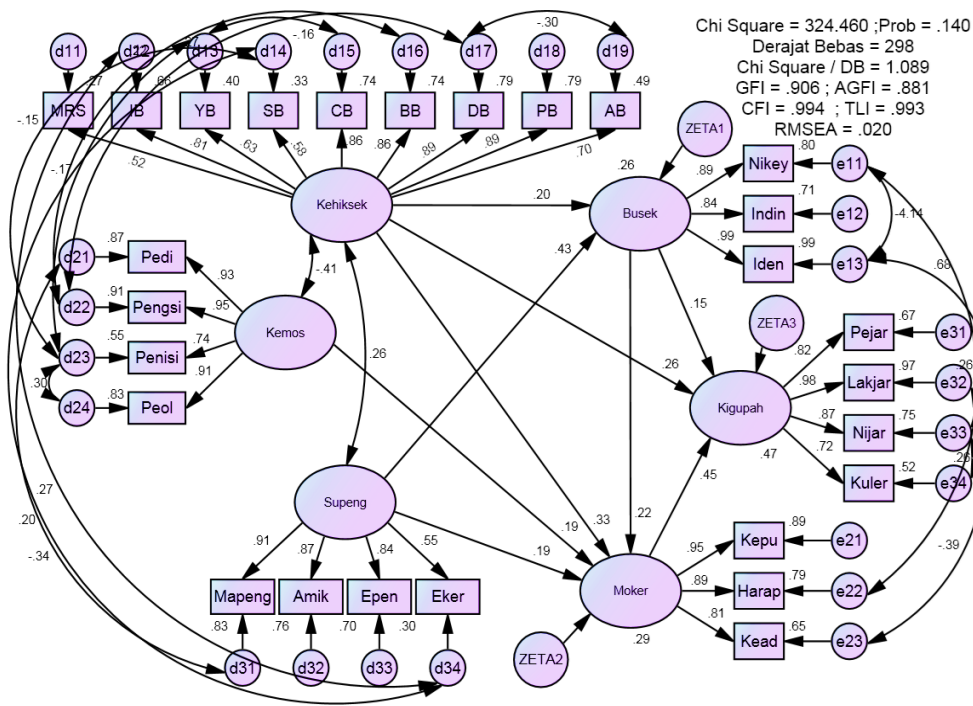 Chi Square = 324.460 ;Prob = .140
Derajat Bebas = 298
Chi Square / DB = 1.089
GFI = .906 ; AGFI = .881
CFI = .994 ; TLI = .993
RMSEA = .020
d11 d12 d13 d14 d15 d16 d17 d18 d19
-.16 -.30
.27 .66 .40 .33 .74 .74 .79 .79 .49
MRS IB YB SB CB BB DB PB AB
.52 .81 .63 .58 .86 .86 .89 .89 .70
-.15
-.17
Kehiksek
.20
.26
Busek
ZETA1
.89 .84 .99
.80 .71 .99
Nikey
Indin
Iden
e11
e12
e13
-4.14
.68
.43
.15
d21 .87 Pedi .93
d22 .91 Pengsi .95
d23 .55 Penisi .74
d24 .83 Peol .91
.30
Kemos
-.41
.26
.26
ZETA3
Kigupah
.47
.82 .67 Pejar e31
.98 .97 Lakjar e32
.87 .75 Nijar e33
.72 .52 Kuler e34
.26
.26
.45
.27
.20
-.34
Supeng
.19
.33
.22
.19
.91 .87 .84 .55
Mapeng Amik Epen Eker
.83 .76 .70 .30
d31 d32 d33 d34
Moker
.29
ZETA2
.95 .89 Kepu e21
.89 .79 Harap e22
.81 .65 Kead e23
-.39